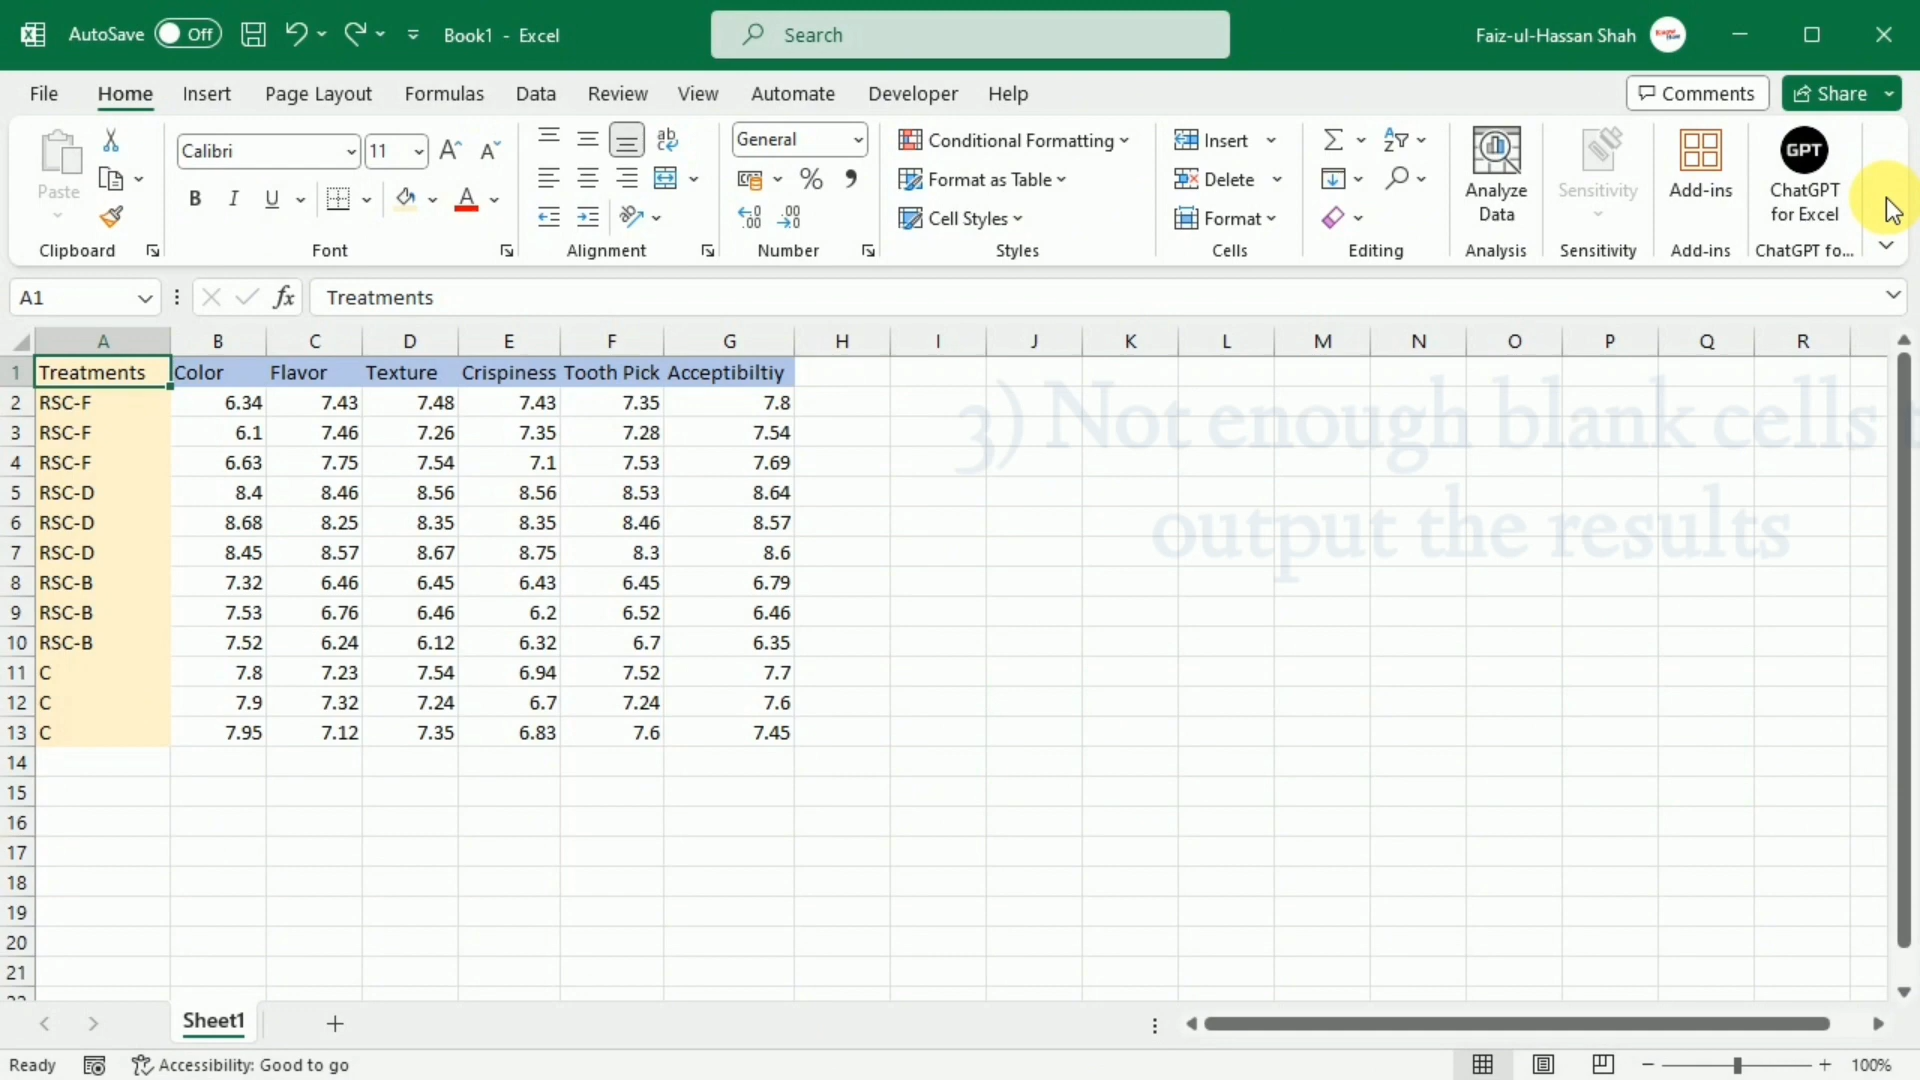 AutoSave Off Book1 - Excel Search Faiz-ul-Hassan Shah
File Home Insert Page Layout Formulas Data Review View Automate Developer Help Comments Share
Paste
Clipboard
Calibri 11
B I U A
Font
ab
Alignment
General
% 9
Number
Conditional Formatting
Format as Table
Cell Styles
Styles
Insert
Delete
Format
Cells
Editing
Analyze
Data
Analysis
Sensitivity
Sensitivity
Add-ins
Add-ins
GPT
ChatGPT
for Excel
ChatGPT fo...
A1 fx Treatments
A B C D E F G H I J K L M N O P Q R
1 Treatments Color Flavor Texture Crispiness Tooth Pick Acceptibiltiy
2 RSC-F 6.34 7.43 7.48 7.43 7.35 7.8
3 RSC-F 6.1 7.46 7.26 7.35 7.28 7.54
4 RSC-F 6.63 7.75 7.54 7.1 7.53 7.69
5 RSC-D 8.4 8.46 8.56 8.56 8.53 8.64
6 RSC-D 8.68 8.25 8.35 8.35 8.46 8.57
7 RSC-D 8.45 8.57 8.67 8.75 8.3 8.6
8 RSC-B 7.32 6.46 6.45 6.43 6.45 6.79
9 RSC-B 7.53 6.76 6.46 6.2 6.52 6.46
10 RSC-B 7.52 6.24 6.12 6.32 6.7 6.35
11 C 7.8 7.23 7.54 6.94 7.52 7.7
12 C 7.9 7.32 7.24 6.7 7.24 7.6
13 C 7.95 7.12 7.35 6.83 7.6 7.45
14
15
16
17
18
19
20
21
3) Not enough blank cells
output the results
Sheet1
Ready Accessibility: Good to go 100%